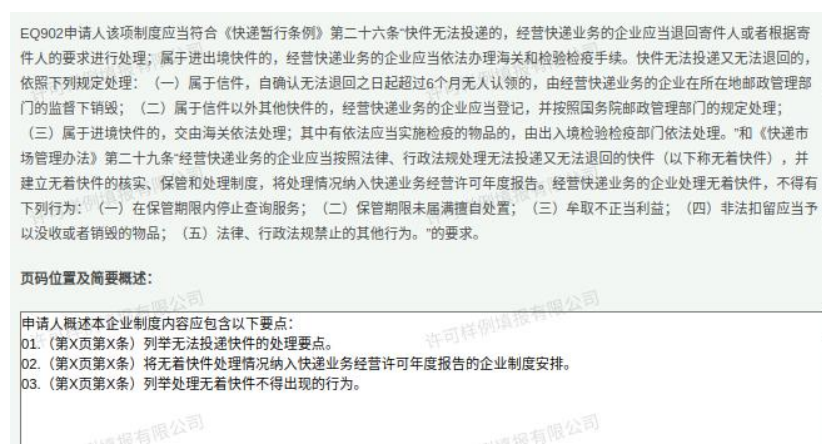 EQ902申请人该项制度应当符合《快递暂行条例》第二十六条“快件无法投递的，经营快递业务的企业应当退回寄件人或者根据寄
件人的要求进行处理；属于进出境快件的，经营快递业务的企业应当依法办理海关和检验检疫手续。快件无法投递又无法退回的，
依照下列规定处理：（一）属于信件，自确认无法退回之日起超过6个月无人认领的，由经营快递业务的企业在所在地邮政管理部
门的监督下销毁；（二）属于信件以外其他快件的，经营快递业务的企业应当登记，并按照国务院邮政管理部门的规定处理；
（三）属于进境快件的，交由海关依法处理；其中有依法应当实施检疫的物品的，由出入境检验检疫部门依法处理。”和《快递市
场管理办法》第二十九条“经营快递业务的企业应当按照法律、行政法规处理无法投递又无法退回的快件（以下称无着快件），并
建立无着快件的核实、保管和处理制度，将处理情况纳入快递业务经营许可年度报告。经营快递业务的企业处理无着快件，不得有
下列行为：（一）在保管期限内停止查询服务；（二）保管期限未届满擅自处置；（三）牟取不正当利益；（四）非法扣留应当予
以没收或者销毁的物品；（五）法律、行政法规禁止的其他行为。”的要求。
页码位置及简要概述：
申请人概述本企业制度内容应包含以下要点：
01.（第X页第X条）列举无法投递快件的处理要点。
02.（第X页第X条）将无着快件处理情况纳入快递业务经营许可年度报告的企业制度安排。
03.（第X页第X条）列举处理无着快件不得出现的行为。
许可样例填报有限公司